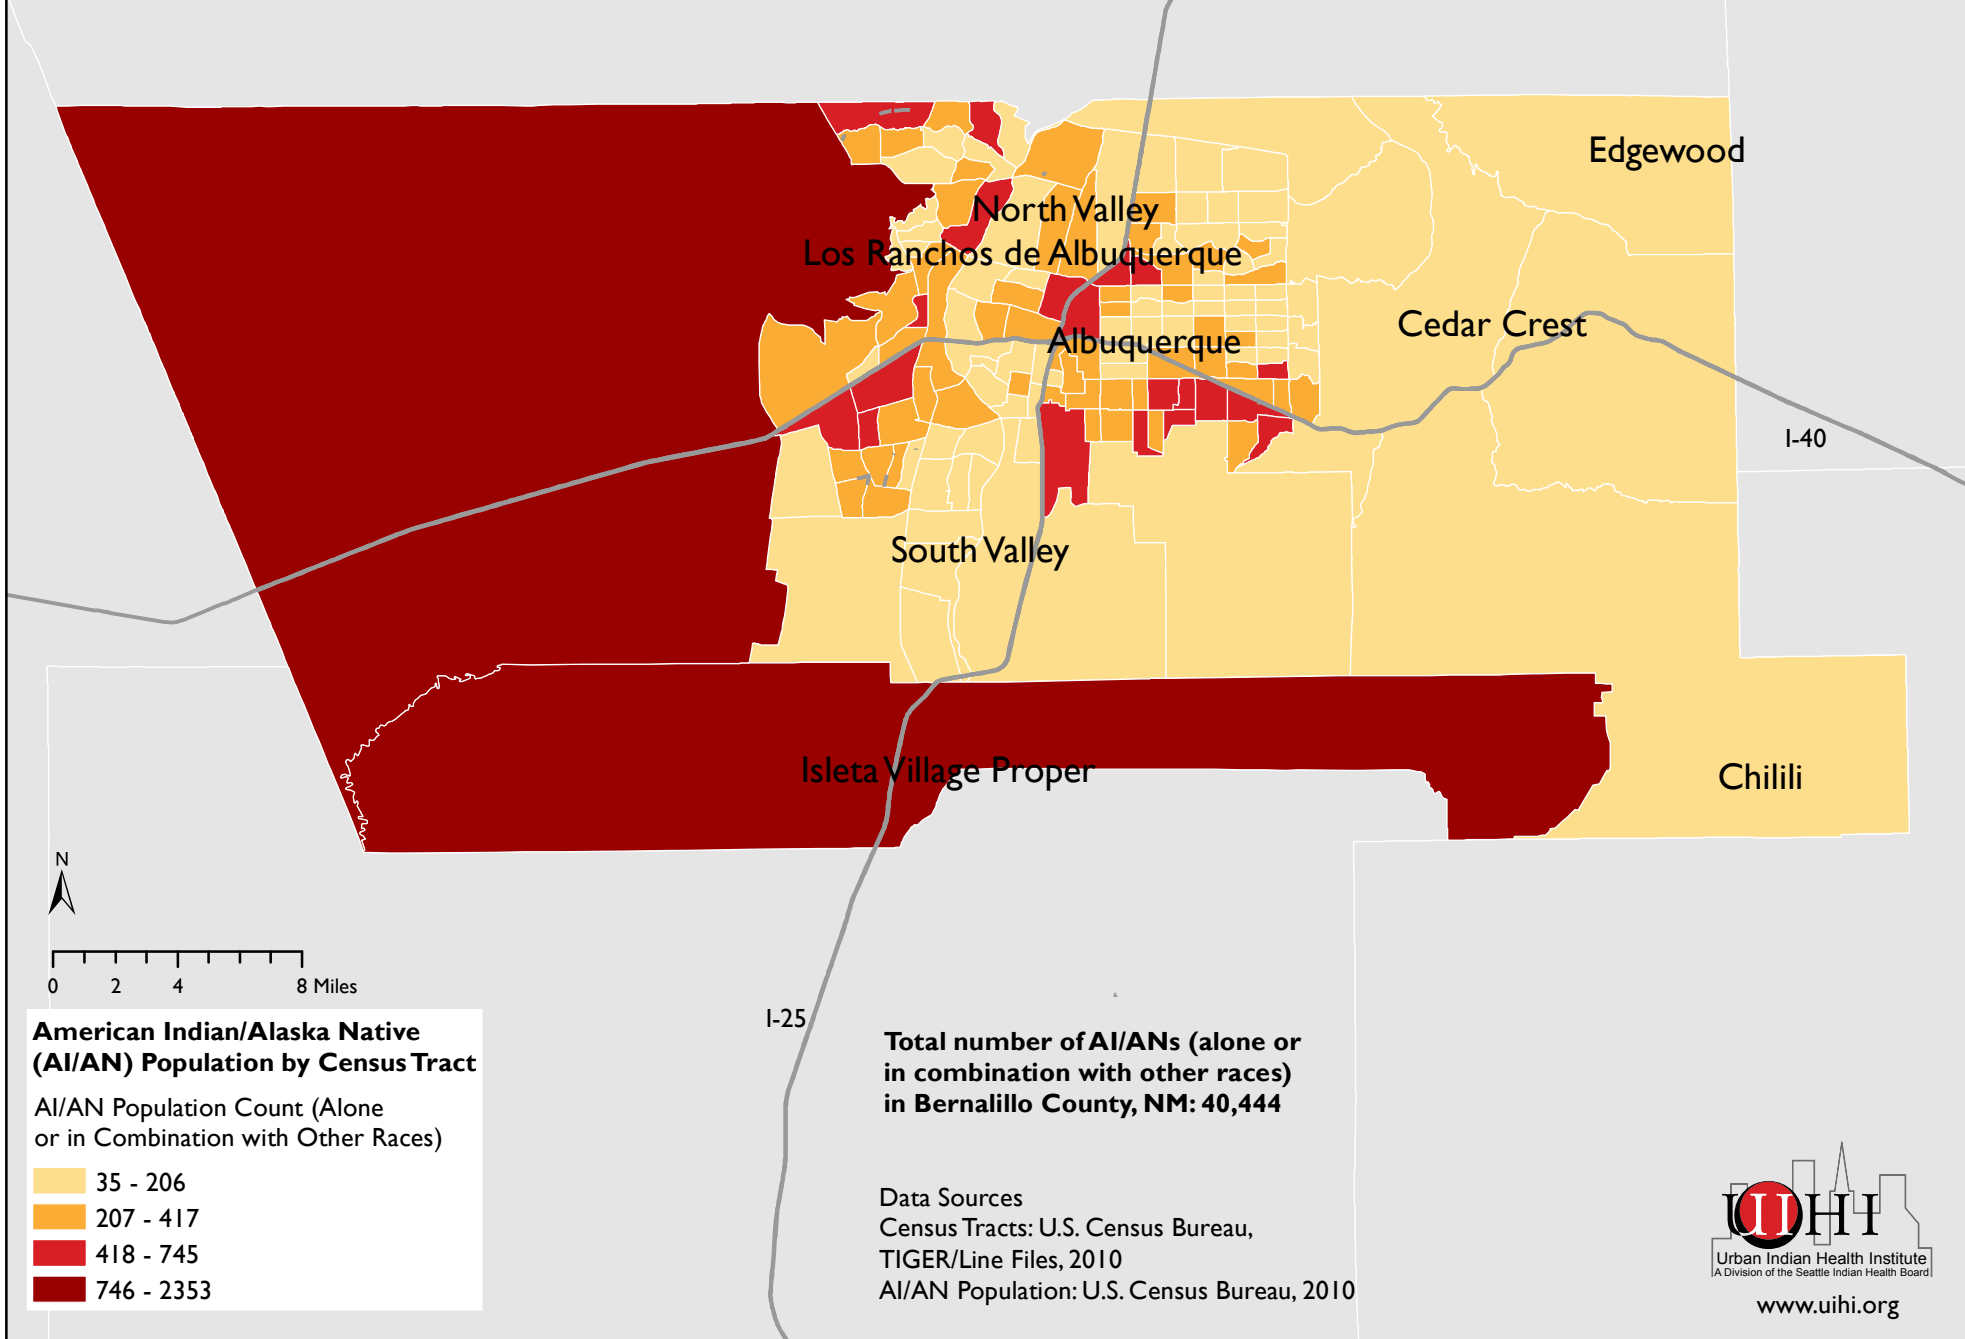 Edgewood
North Valley
Los Ranchos de Albuquerque
Cedar Crest
Albuquerque
I-40
South Valley
Isleta Village Proper
Chilili
N
0 2 4 8 Miles
I-25
American Indian/Alaska Native
(AI/AN) Population by Census Tract
AI/AN Population Count (Alone
or in Combination with Other Races)
35 - 206
207 - 417
418 - 745
746 - 2353
Total number of AI/ANs (alone or
in combination with other races)
in Bernalillo County, NM: 40,444
Data Sources
Census Tracts: U.S. Census Bureau,
TIGER/Line Files, 2010
AI/AN Population: U.S. Census Bureau, 2010
UIHI
Urban Indian Health Institute
A Division of the Seattle Indian Health Board
www.uihi.org